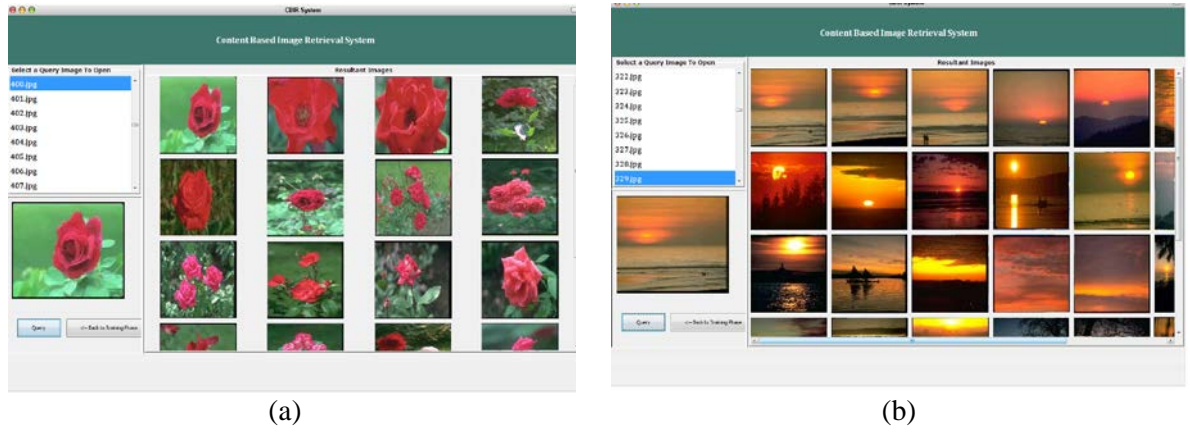 CBIR System
Content Based Image Retrieval System
Select a Query Image To Open
Resultant Images
400.jpg
401.jpg
402.jpg
403.jpg
404.jpg
405.jpg
406.jpg
407.jpg
Query
<-- Back to Training Phase
(a)
Content Based Image Retrieval System
Select a Query Image To Open
Resultant Images
322.jpg
323.jpg
324.jpg
325.jpg
326.jpg
327.jpg
328.jpg
329.jpg
Query
<-- Back to Training Phase
(b)